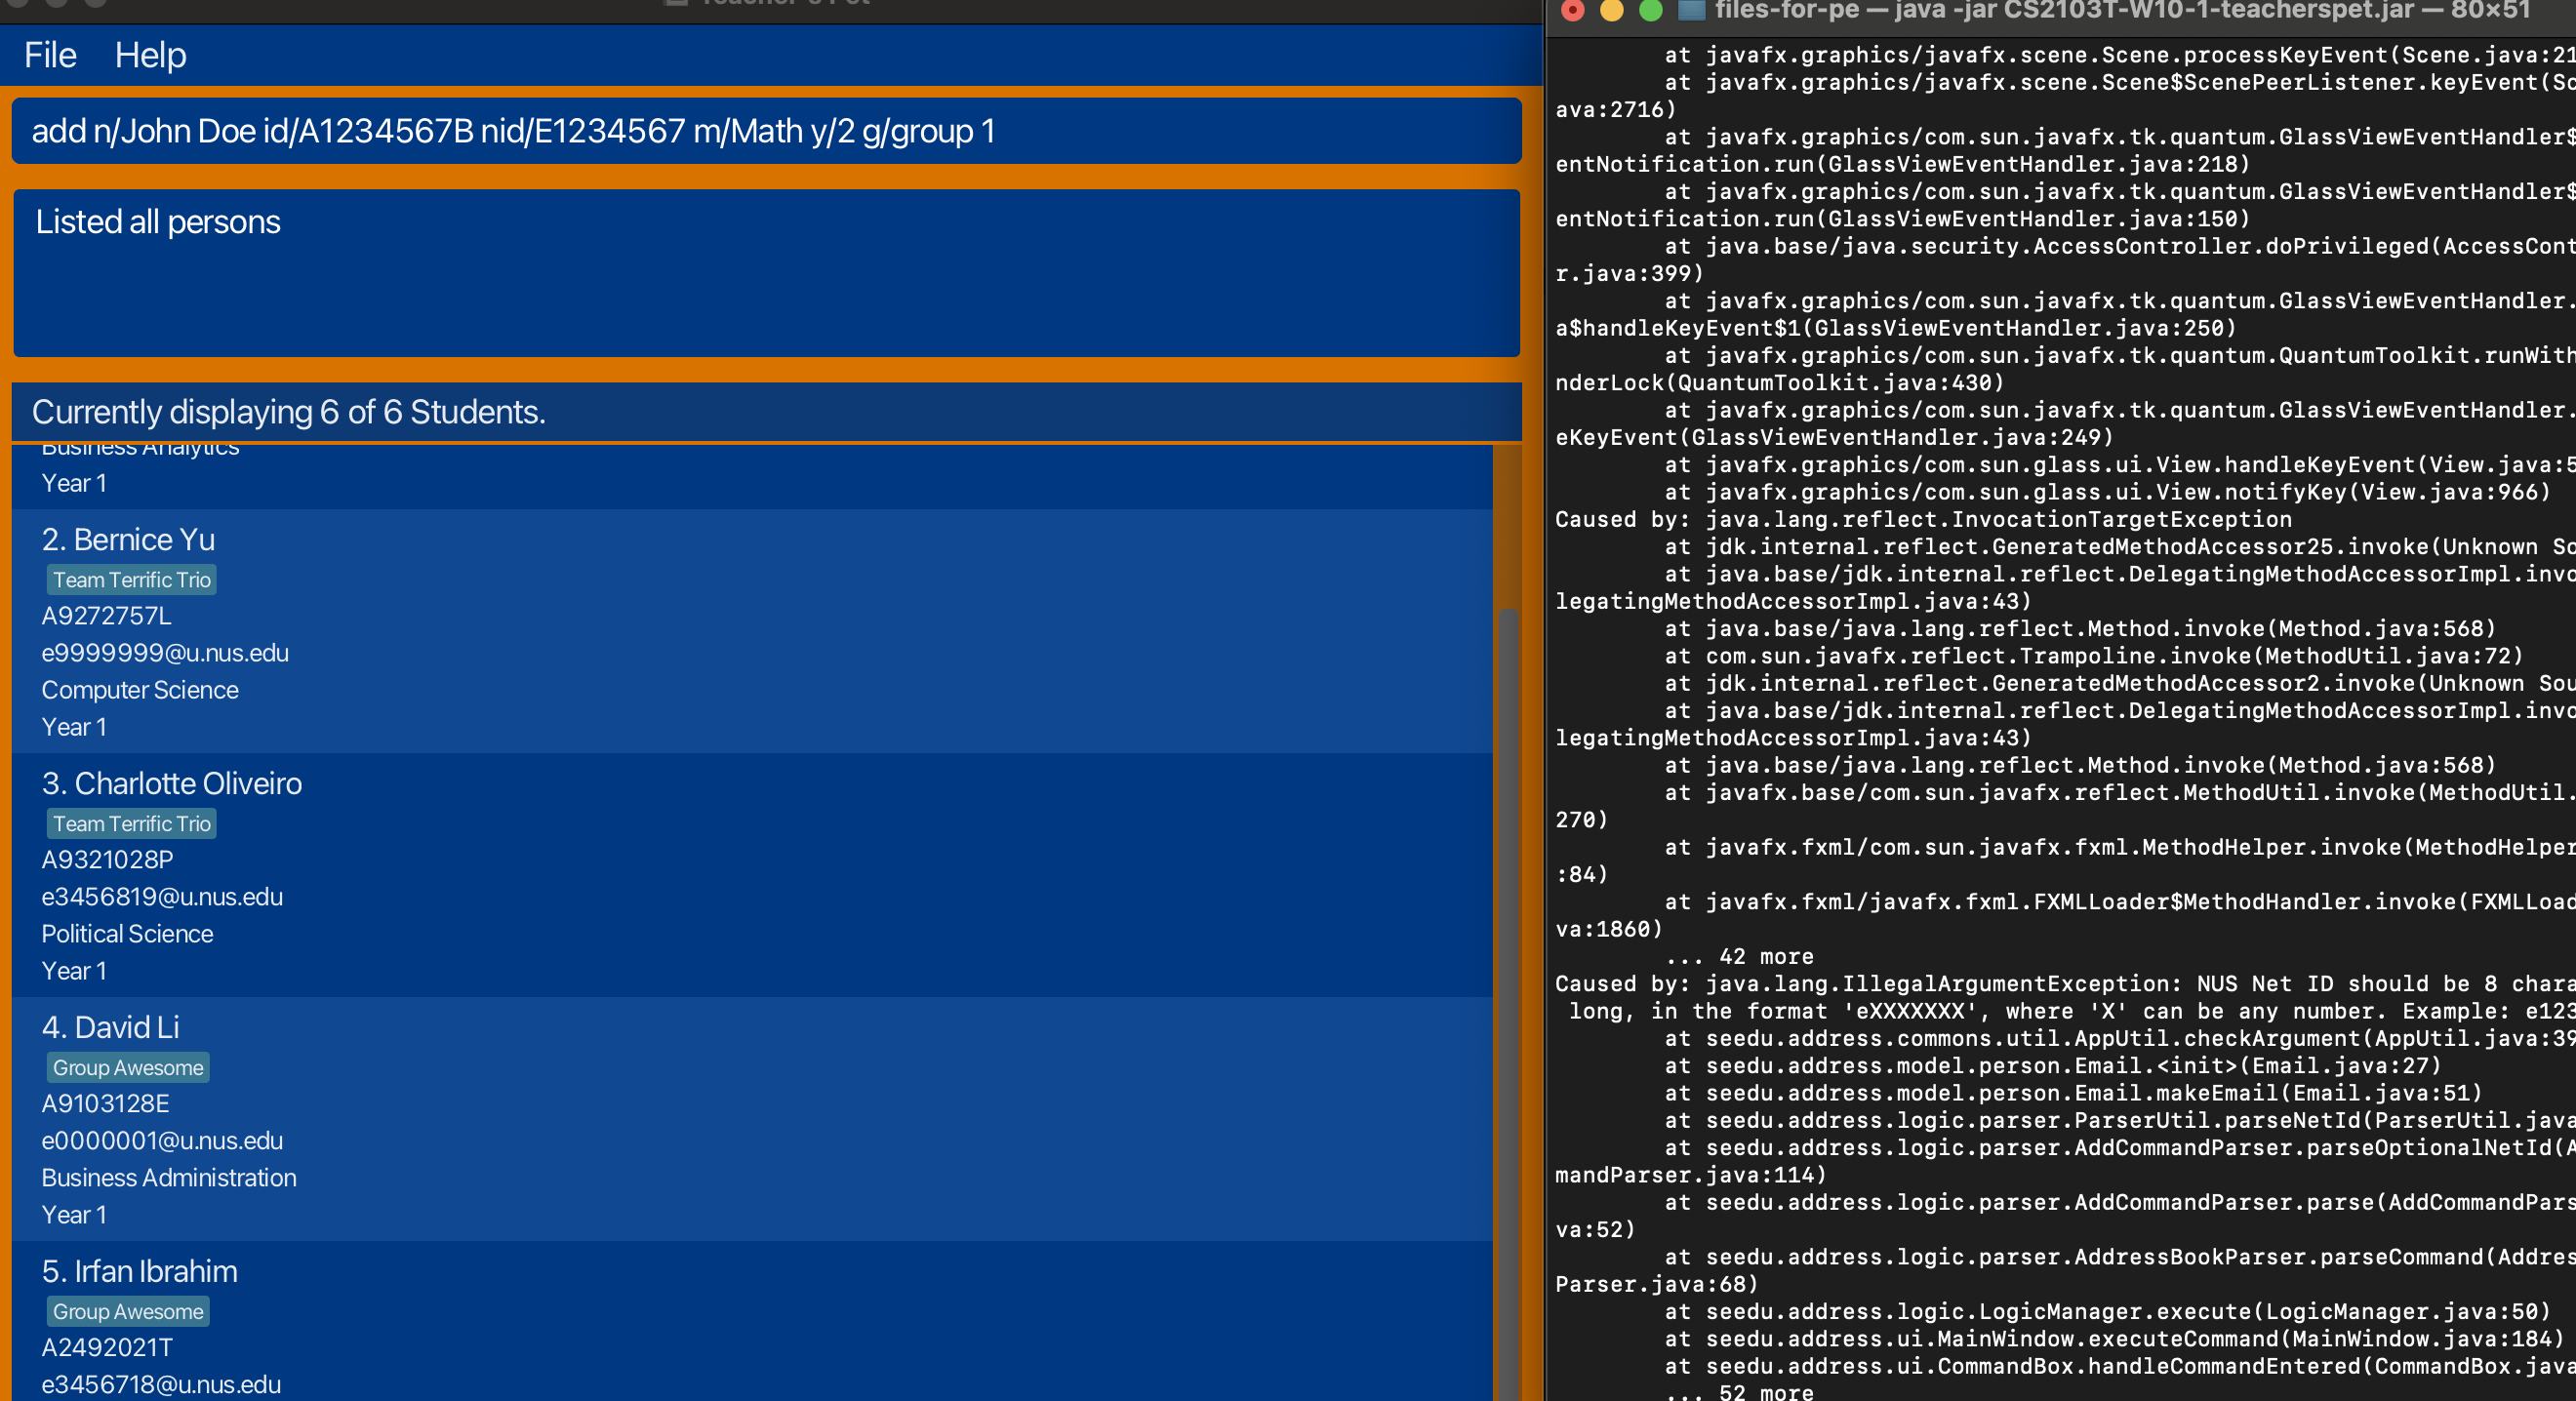 Teacher's Pet
File Help
add n/John Doe id/A1234567B nid/E1234567 m/Math y/2 g/group 1
Listed all persons
Currently displaying 6 of 6 Students.
Business Analytics
Year 1
2. Bernice Yu
Team Terrific Trio
A9272757L
e9999999@u.nus.edu
Computer Science
Year 1
3. Charlotte Oliveiro
Team Terrific Trio
A9321028P
e3456819@u.nus.edu
Political Science
Year 1
4. David Li
Group Awesome
A9103128E
e0000001@u.nus.edu
Business Administration
Year 1
5. Irfan Ibrahim
Group Awesome
A2492021T
e3456718@u.nus.edu
files-for-pe — java -jar CS2103T-W10-1-teacherspet.jar — 80×51
at javafx.graphics/javafx.scene.Scene.processKeyEvent(Scene.java:21
at javafx.graphics/javafx.scene.Scene$ScenePeerListener.keyEvent(Sc
ava:2716)
at javafx.graphics/com.sun.javafx.tk.quantum.GlassViewEventHandler$
entNotification.run(GlassViewEventHandler.java:218)
at javafx.graphics/com.sun.javafx.tk.quantum.GlassViewEventHandler$
entNotification.run(GlassViewEventHandler.java:150)
at java.base/java.security.AccessController.doPrivileged(AccessCont
r.java:399)
at javafx.graphics/com.sun.javafx.tk.quantum.GlassViewEventHandler.
a$handleKeyEvent$1(GlassViewEventHandler.java:250)
at javafx.graphics/com.sun.javafx.tk.quantum.QuantumToolkit.runWith
nderLock(QuantumToolkit.java:430)
at javafx.graphics/com.sun.javafx.tk.quantum.GlassViewEventHandler.
eKeyEvent(GlassViewEventHandler.java:249)
at javafx.graphics/com.sun.glass.ui.View.handleKeyEvent(View.java:5
at javafx.graphics/com.sun.glass.ui.View.notifyKey(View.java:966)
Caused by: java.lang.reflect.InvocationTargetException
at jdk.internal.reflect.GeneratedMethodAccessor25.invoke(Unknown So
at java.base/jdk.internal.reflect.DelegatingMethodAccessorImpl.invo
legatingMethodAccessorImpl.java:43)
at java.base/java.lang.reflect.Method.invoke(Method.java:568)
at com.sun.javafx.reflect.Trampoline.invoke(MethodUtil.java:72)
at jdk.internal.reflect.GeneratedMethodAccessor2.invoke(Unknown Sou
at java.base/jdk.internal.reflect.DelegatingMethodAccessorImpl.invo
legatingMethodAccessorImpl.java:43)
at java.base/java.lang.reflect.Method.invoke(Method.java:568)
at javafx.base/com.sun.javafx.reflect.MethodUtil.invoke(MethodUtil.
270)
at javafx.fxml/com.sun.javafx.fxml.MethodHelper.invoke(MethodHelper
:84)
at javafx.fxml/javafx.fxml.FXMLLoader$MethodHandler.invoke(FXMLLoad
va:1860)
... 42 more
Caused by: java.lang.IllegalArgumentException: NUS Net ID should be 8 chara
long, in the format 'eXXXXXXX', where 'X' can be any number. Example: e123
at seedu.address.commons.util.AppUtil.checkArgument(AppUtil.java:39
at seedu.address.model.person.Email.<init>(Email.java:27)
at seedu.address.model.person.Email.makeEmail(Email.java:51)
at seedu.address.logic.parser.ParserUtil.parseNetId(ParserUtil.java
at seedu.address.logic.parser.AddCommandParser.parseOptionalNetId(A
mandParser.java:114)
at seedu.address.logic.parser.AddCommandParser.parse(AddCommandPars
va:52)
at seedu.address.logic.parser.AddressBookParser.parseCommand(Addres
Parser.java:68)
at seedu.address.logic.LogicManager.execute(LogicManager.java:50)
at seedu.address.ui.MainWindow.executeCommand(MainWindow.java:184)
at seedu.address.ui.CommandBox.handleCommandEntered(CommandBox.java
... 52 more